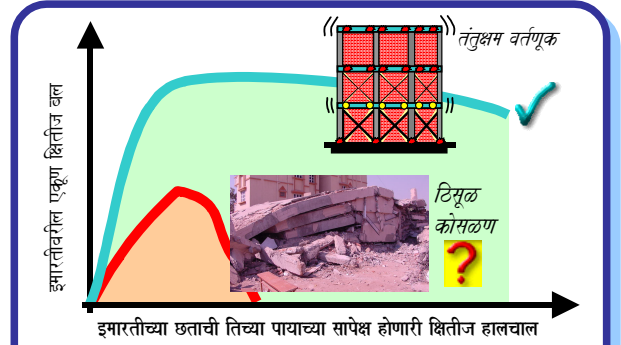 तंतुक्षम वर्तणूक
इमारतीवरील एकूण क्षितीज बल
ठिसूळ
कोसळण
?
इमारतीच्या छताची तिच्या पायाच्या सापेक्ष होणारी क्षितीज हालचाल